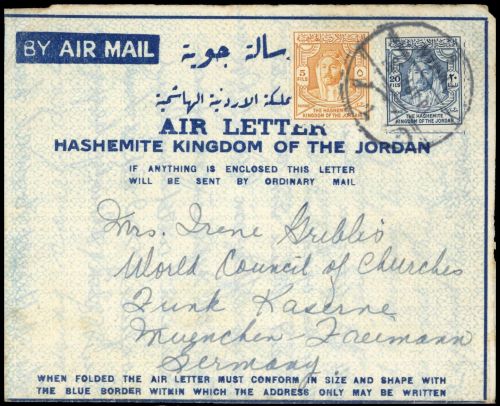 BY AIR MAIL
رسالة جوية
المملكة الاردنية الهاشمية
5 FILS ٥
THE HASHEMITE
KINGDOM OF THE JORDAN
20 FILS ٢٠
THE HASHEMITE
KINGDOM OF THE JORDAN
AIR LETTER
HASHEMITE KINGDOM OF THE JORDAN
IF ANYTHING IS ENCLOSED THIS LETTER
WILL BE SENT BY ORDINARY MAIL
Mrs. Irene
World Council of Churches
Funk Kaserne
Muenchen-Freimann
Germany.
WHEN FOLDED THE AIR LETTER MUST CONFORM IN SIZE AND SHAPE WITH
THE BLUE BORDER WITHIN WHICH THE ADDRESS ONLY MAY BE WRITTEN